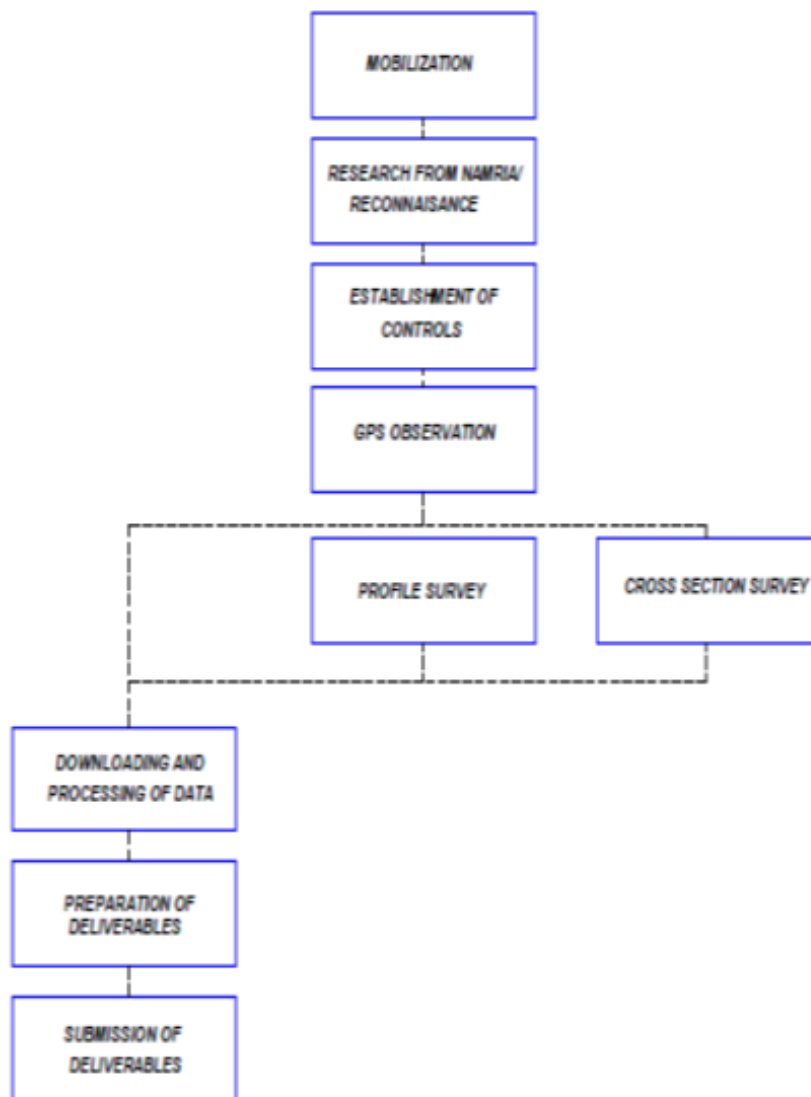 MOBILIZATION
RESEARCH FROM NAMRIA/
RECONNAISANCE
ESTABLISHMENT OF
CONTROLS
GPS OBSERVATION
PROFILE SURVEY
CROSS SECTION SURVEY
DOWNLOADING AND
PROCESSING OF DATA
PREPARATION OF
DELIVERABLES
SUBMISSION OF
DELIVERABLES